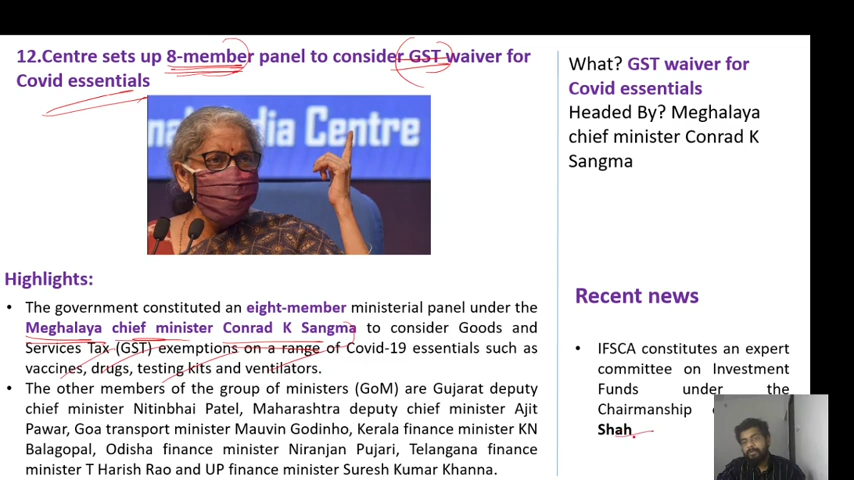 12.Centre sets up 8-member panel to consider GST waiver for
Covid essentials
dia Centre
Highlights:
• The government constituted an eight-member ministerial panel under the
Meghalaya chief minister Conrad K Sangma to consider Goods and
Services Tax (GST) exemptions on a range of Covid-19 essentials such as
vaccines, drugs, testing kits and ventilators.
• The other members of the group of ministers (GoM) are Gujarat deputy
chief minister Nitinbhai Patel, Maharashtra deputy chief minister Ajit
Pawar, Goa transport minister Mauvin Godinho, Kerala finance minister KN
Balagopal, Odisha finance minister Niranjan Pujari, Telangana finance
minister T Harish Rao and UP finance minister Suresh Kumar Khanna.
What? GST waiver for
Covid essentials
Headed By? Meghalaya
chief minister Conrad K
Sangma
Recent news
• IFSCA constitutes an expert
committee on Investment
Funds under the
Chairmanship
Shah.